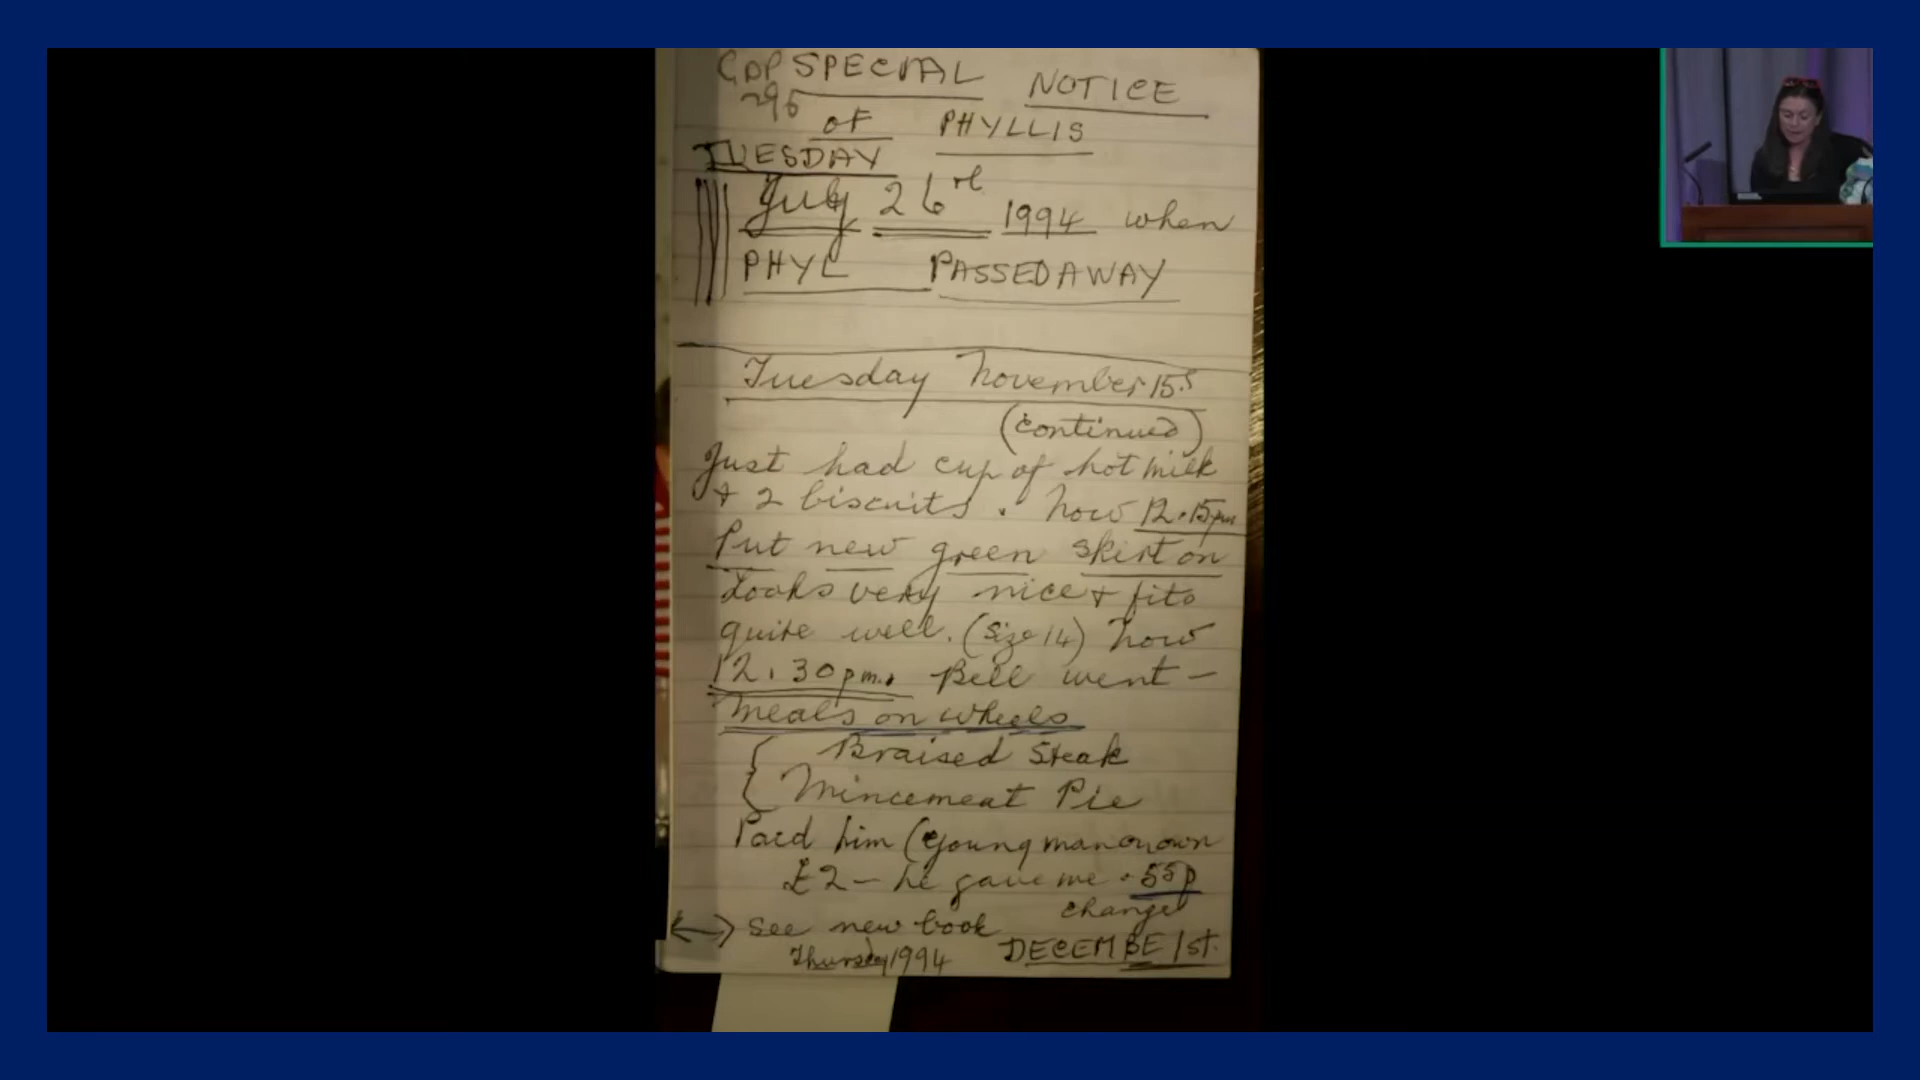 SPECIAL NOTICE
OF PHYLLIS
TUESDAY
July 26 1994 when
PHYL PASSED AWAY
Tuesday November 15
(continued)
Just had cup of hot milk
+ 2 biscuits. Now 12.15pm
Put new green skirt on
Looks very nice + fits
quite well. (Size 14) Now
12.30pm. Bell went -
Meals on wheels
Braised Steak
Mincemeat Pie
Paid him (young man
£2 - he gave me .55p
change
See new book
Thursday 1994 DECEMBE 1st.